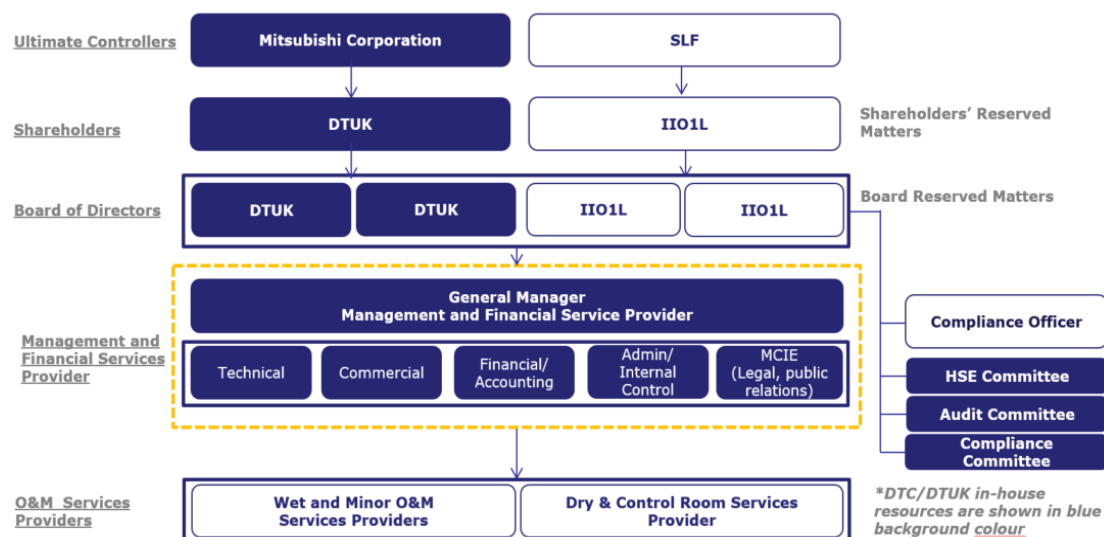 Ultimate Controllers
Mitsubishi Corporation
SLF
Shareholders
DTUK
IIO1L
Shareholders' Reserved
Matters
Board of Directors
DTUK
DTUK
IIO1L
IIO1L
Board Reserved Matters
Management and
Financial Services
Provider
General Manager
Management and Financial Service Provider
Technical
Commercial
Financial/
Accounting
Admin/
Internal
Control
MCIE
(Legal, public
relations)
Compliance Officer
HSE Committee
Audit Committee
Compliance
Committee
O&M Services
Providers
Wet and Minor O&M
Services Providers
Dry & Control Room Services
Provider
*DTC/DTUK in-house
resources are shown in blue
background colour